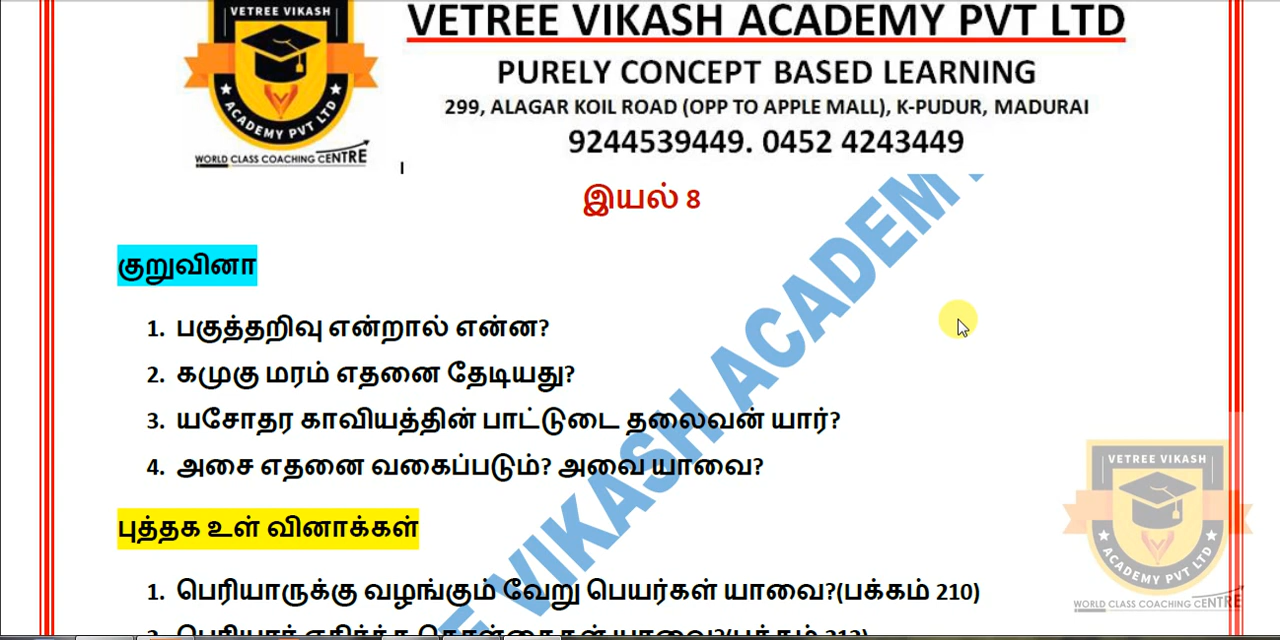 VETREE VIKASH
ACADEMY PVT LTD
WORLD CLASS COACHING CENTRE
VETREE VIKASH ACADEMY PVT LTD
PURELY CONCEPT BASED LEARNING
299, ALAGAR KOIL ROAD (OPP TO APPLE MALL), K-PUDUR, MADURAI
9244539449. 0452 4243449
இயல் 8
குறுவினா
1. பகுத்தறிவு என்றால் என்ன?
2. கமுகு மரம் எதனை தேடியது?
3. யசோதர காவியத்தின் பாட்டுடை தலைவன் யார்?
4. அசை எதனை வகைப்படும்? அவை யாவை?
புத்தக உள் வினாக்கள்
1. பெரியாருக்கு வழங்கும் வேறு பெயர்கள் யாவை?(பக்கம் 210)
VIKASH ACADEMY
VETREE VIKASH
ACADEMY PVT LTD
WORLD CLASS COACHING CENTRE